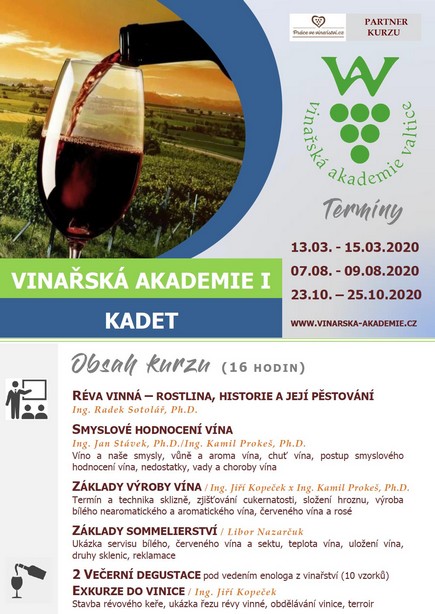 Práce ve vinařství.cz
PARTNER
KURZU
vinařská akademie valtice
Termíny
13.03. - 15.03.2020
07.08. - 09.08.2020
23.10. – 25.10.2020
VINAŘSKÁ AKADEMIE I
KADET
WWW.VINARSKA-AKADEMIE.CZ
Obsah kurzu (16 HODIN)
RÉVA VINNÁ – ROSTLINA, HISTORIE A JEJÍ PĚSTOVÁNÍ
Ing. Radek Sotolář, Ph.D.
SMYSLOVÉ HODNOCENÍ VÍNA
Ing. Jan Stávek, Ph.D./Ing. Kamil Prokeš, Ph.D.
Víno a naše smysly, vůně a aroma vína, chuť vína, postup smyslového
hodnocení vína, nedostatky, vady a choroby vína
ZÁKLADY VÝROBY VÍNA / Ing. Jiří Kopeček x Ing. Kamil Prokeš, Ph.D.
Termín a technika sklizně, zjišťování cukernatosti, složení hroznu, výroba
bílého nearomatického a aromatického vína, červeného vína a rosé
ZÁKLADY SOMMELIERSTVÍ / Libor Nazarčuk
Ukázka servisu bílého, červeného vína a sektu, teplota vína, uložení vína,
druhy sklenic, reklamace
2 VEČERNÍ DEGUSTACE pod vedením enologa z vinařství (10 vzorků)
EXKURZE DO VINICE / Ing. Jiří Kopeček
Stavba révového keře, ukázka řezu révy vinné, obdělávání vinice, terroir